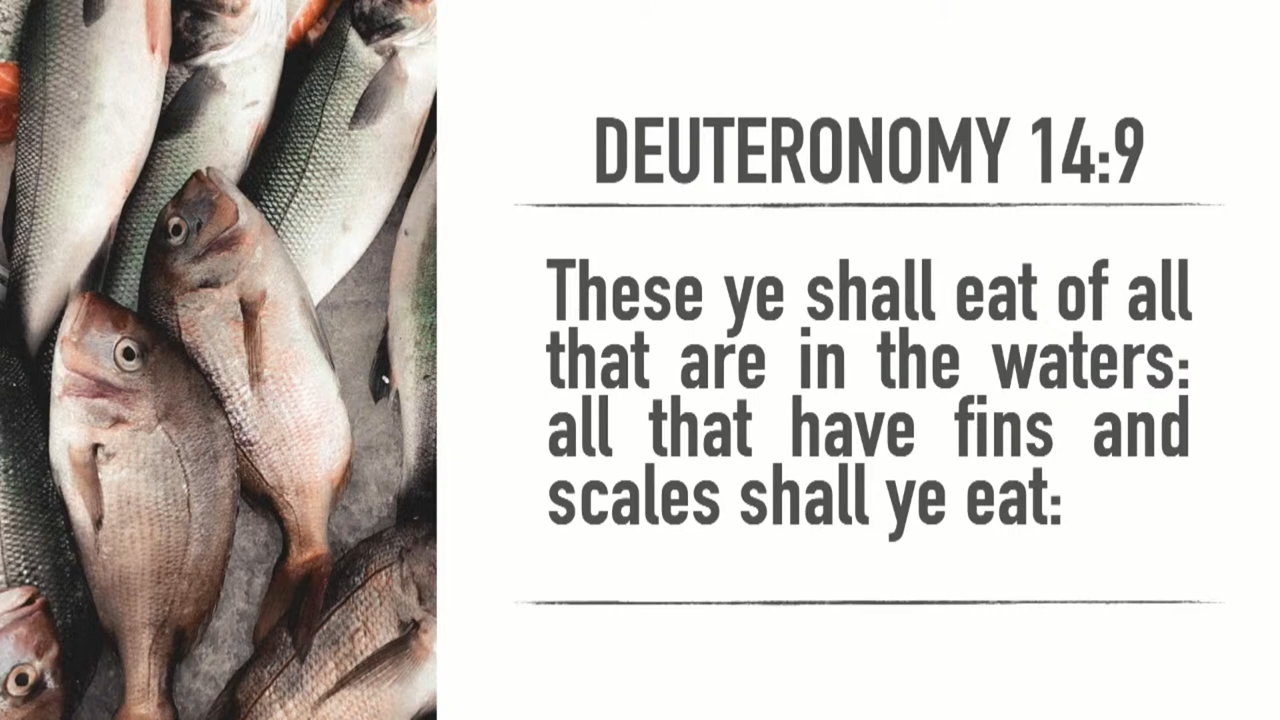 DEUTERONOMY 14:9
These ye shall eat of all
that are in the waters:
all that have fins and
scales shall ye eat: